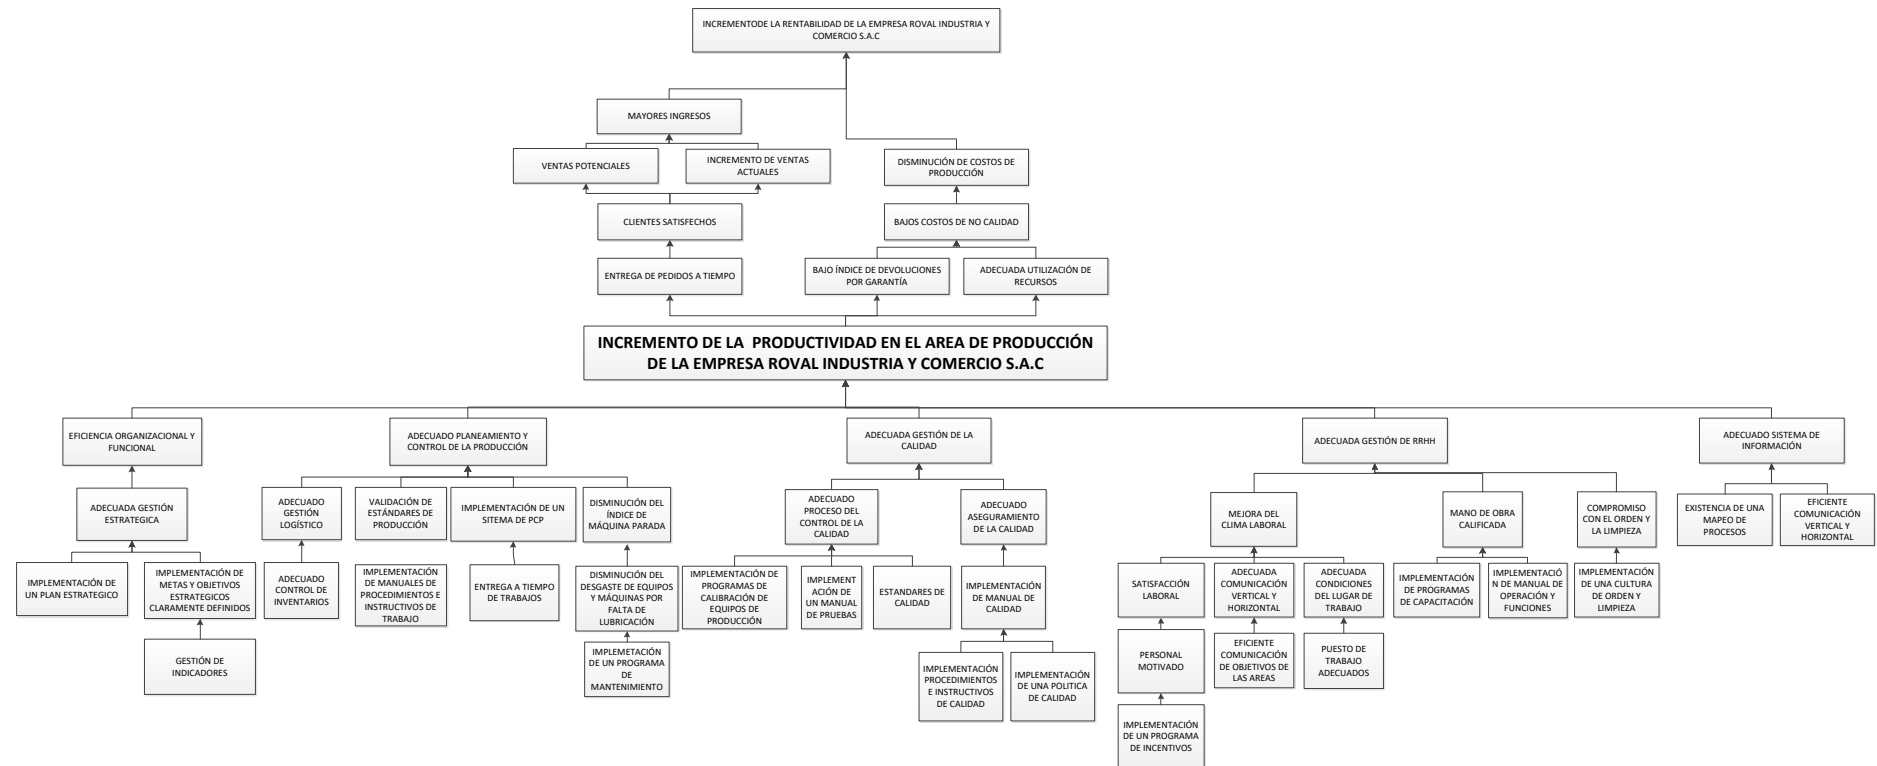 INCREMENTODE LA RENTABILIDAD DE LA EMPRESA ROVAL INDUSTRIA Y
COMERCIO S.A.C
MAYORES INGRESOS
VENTAS POTENCIALES
INCREMENTO DE VENTAS
ACTUALES
DISMINUCIÓN DE COSTOS DE
PRODUCCIÓN
CLIENTES SATISFECHOS
BAJOS COSTOS DE NO CALIDAD
ENTREGA DE PEDIDOS A TIEMPO
BAJO ÍNDICE DE DEVOLUCIONES
POR GARANTÍA
ADECUADA UTILIZACIÓN DE
RECURSOS
INCREMENTO DE LA PRODUCTIVIDAD EN EL AREA DE PRODUCCIÓN
DE LA EMPRESA ROVAL INDUSTRIA Y COMERCIO S.A.C
EFICIENCIA ORGANIZACIONAL Y
FUNCIONAL
ADECUADO PLANEAMIENTO Y
CONTROL DE LA PRODUCCIÓN
ADECUADA GESTIÓN DE LA
CALIDAD
ADECUADA GESTIÓN DE RRHH
ADECUADO SISTEMA DE
INFORMACIÓN
ADECUADA GESTIÓN
ESTRATEGICA
ADECUADO
GESTIÓN
LOGÍSTICO
VALIDACIÓN DE
ESTÁNDARES DE
PRODUCCIÓN
IMPLEMENTACIÓN DE UN
SITEMA DE PCP
DISMINUCIÓN DEL
ÍNDICE DE
MÁQUINA PARADA
ADECUADO
PROCESO DEL
CONTROL DE LA
CALIDAD
ADECUADO
ASEGURAMIENTO
DE LA CALIDAD
MEJORA DEL
CLIMA LABORAL
MANO DE OBRA
CALIFICADA
COMPROMISO
CON EL ORDEN Y
LA LIMPIEZA
EXISTENCIA DE UNA
MAPEO DE
PROCESOS
EFICIENTE
COMUNICACIÓN
VERTICAL Y
HORIZONTAL
IMPLEMENTACIÓN DE
UN PLAN ESTRATEGICO
IMPLEMENTACIÓN DE
METAS Y OBJETIVOS
ESTRATEGICOS
CLARAMENTE DEFINIDOS
ADECUADO
CONTROL DE
INVENTARIOS
IMPLEMENTACIÓN
DE MANUALES DE
PROCEDIMIENTOS E
INSTRUCTIVOS DE
TRABAJO
ENTREGA A TIEMPO
DE TRABAJOS
DISMINUCIÓN DEL
DESGASTE DE EQUIPOS
Y MÁQUINAS POR
FALTA DE
LUBRICACIÓN
IMPLEMENTACIÓN DE
PROGRAMAS DE
CALIBRACIÓN DE
EQUIPOS DE
PRODUCCIÓN
IMPLEMENT
ACIÓN DE
UN MANUAL
DE PRUEBAS
ESTANDARES DE
CALIDAD
IMPLEMENTACIÓN
DE MANUAL DE
CALIDAD
SATISFACCIÓN
LABORAL
ADECUADA
COMUNICACIÓN
VERTICAL Y
HORIZONTAL
ADECUADA
CONDICIONES
DEL LUGAR DE
TRABAJO
IMPLEMENTACIÓN
DE PROGRAMAS
DE CAPACITACIÓN
IMPLEMENTACIÓ
N DE MANUAL DE
OPERACIÓN Y
FUNCIONES
IMPLEMENTACIÓN
DE UNA CULTURA
DE ORDEN Y
LIMPIEZA
GESTIÓN DE
INDICADORES
IMPLEMETACIÓN
DE UN PROGRAMA
DE
MANTENIMIENTO
IMPLEMENTACIÓN
PROCEDIMIENTOS
E INSTRUCTIVOS
DE CALIDAD
IMPLEMENTACIÓN
DE UNA POLITICA
DE CALIDAD
PERSONAL
MOTIVADO
EFICIENTE
COMUNICACIÓN
DE OBJETIVOS DE
LAS AREAS
PUESTO DE
TRABAJO
ADECUADOS
IMPLEMENTACIÓN
DE UN PROGRAMA
DE INCENTIVOS